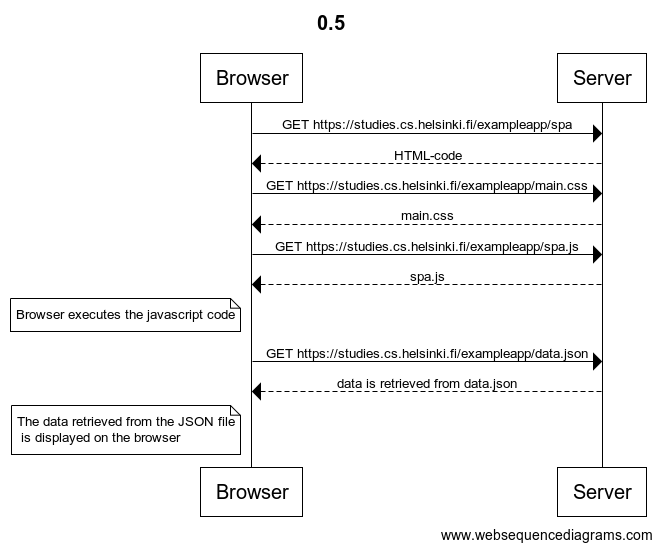 0.5
Browser
Server
GET https://studies.cs.helsinki.fi/exampleapp/spa
HTML-code
GET https://studies.cs.helsinki.fi/exampleapp/main.css
main.css
GET https://studies.cs.helsinki.fi/exampleapp/spa.js
spa.js
Browser executes the javascript code
GET https://studies.cs.helsinki.fi/exampleapp/data.json
data is retrieved from data.json
The data retrieved from the JSON file
is displayed on the browser
Browser
Server
www.websequencediagrams.com